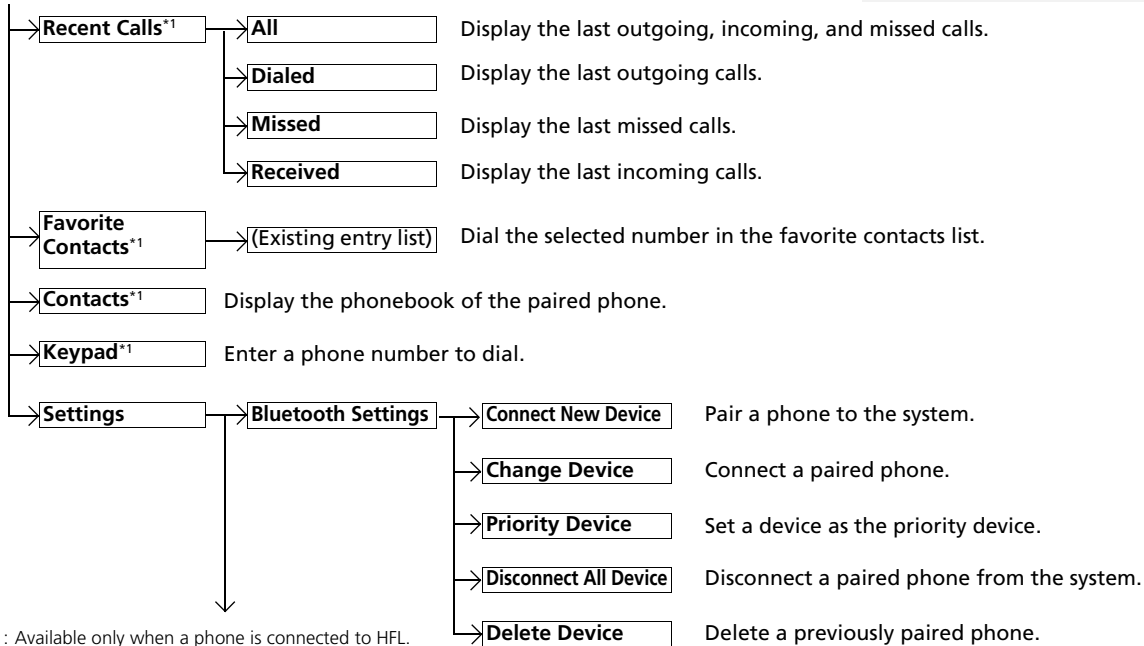 Recent Calls*1 All Display the last outgoing, incoming, and missed calls.
Dialed Display the last outgoing calls.
Missed Display the last missed calls.
Received Display the last incoming calls.
Favorite
Contacts*1 (Existing entry list) Dial the selected number in the favorite contacts list.
Contacts*1 Display the phonebook of the paired phone.
Keypad*1 Enter a phone number to dial.
Settings Bluetooth Settings Connect New Device Pair a phone to the system.
Change Device Connect a paired phone.
Priority Device Set a device as the priority device.
Disconnect All Device Disconnect a paired phone from the system.
Delete Device Delete a previously paired phone.
: Available only when a phone is connected to HFL.